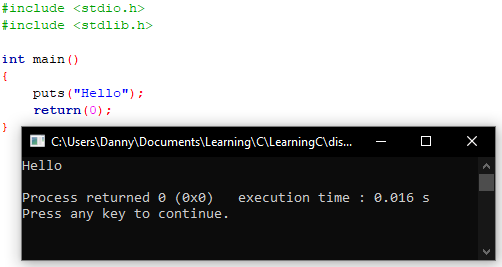 #include <stdio.h>
#include <stdlib.h>
int main()
{
puts("Hello");
return(0);
}
C:\Users\Danny\Documents\Learning\C\LearningC\dis...
Hello
Process returned 0 (0x0)   execution time : 0.016 s
Press any key to continue.